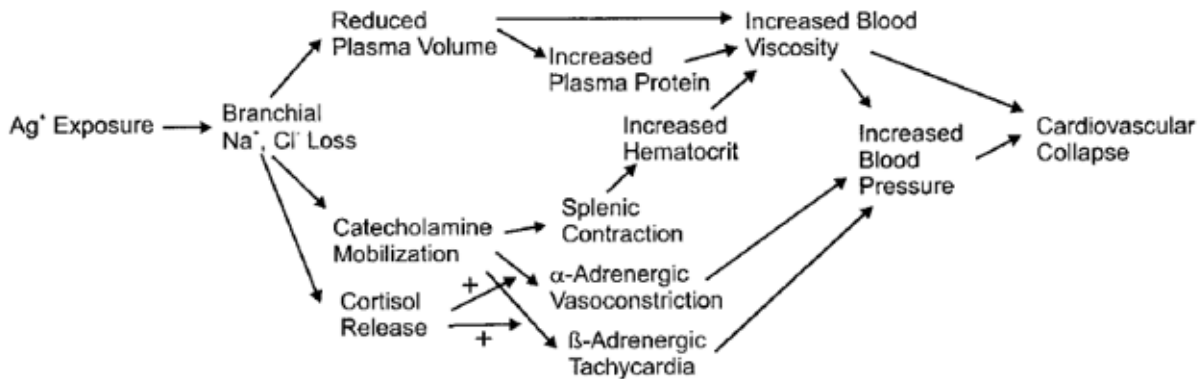 Reduced
Plasma Volume
Increased Blood
Viscosity
Increased
Plasma Protein
Ag⁺ Exposure
Branchial
Na⁺, Cl⁻ Loss
Increased
Hematocrit
Increased
Blood
Pressure
Cardiovascular
Collapse
Catecholamine
Mobilization
Splenic
Contraction
+
α-Adrenergic
Vasoconstriction
Cortisol
Release
+
ß-Adrenergic
Tachycardia